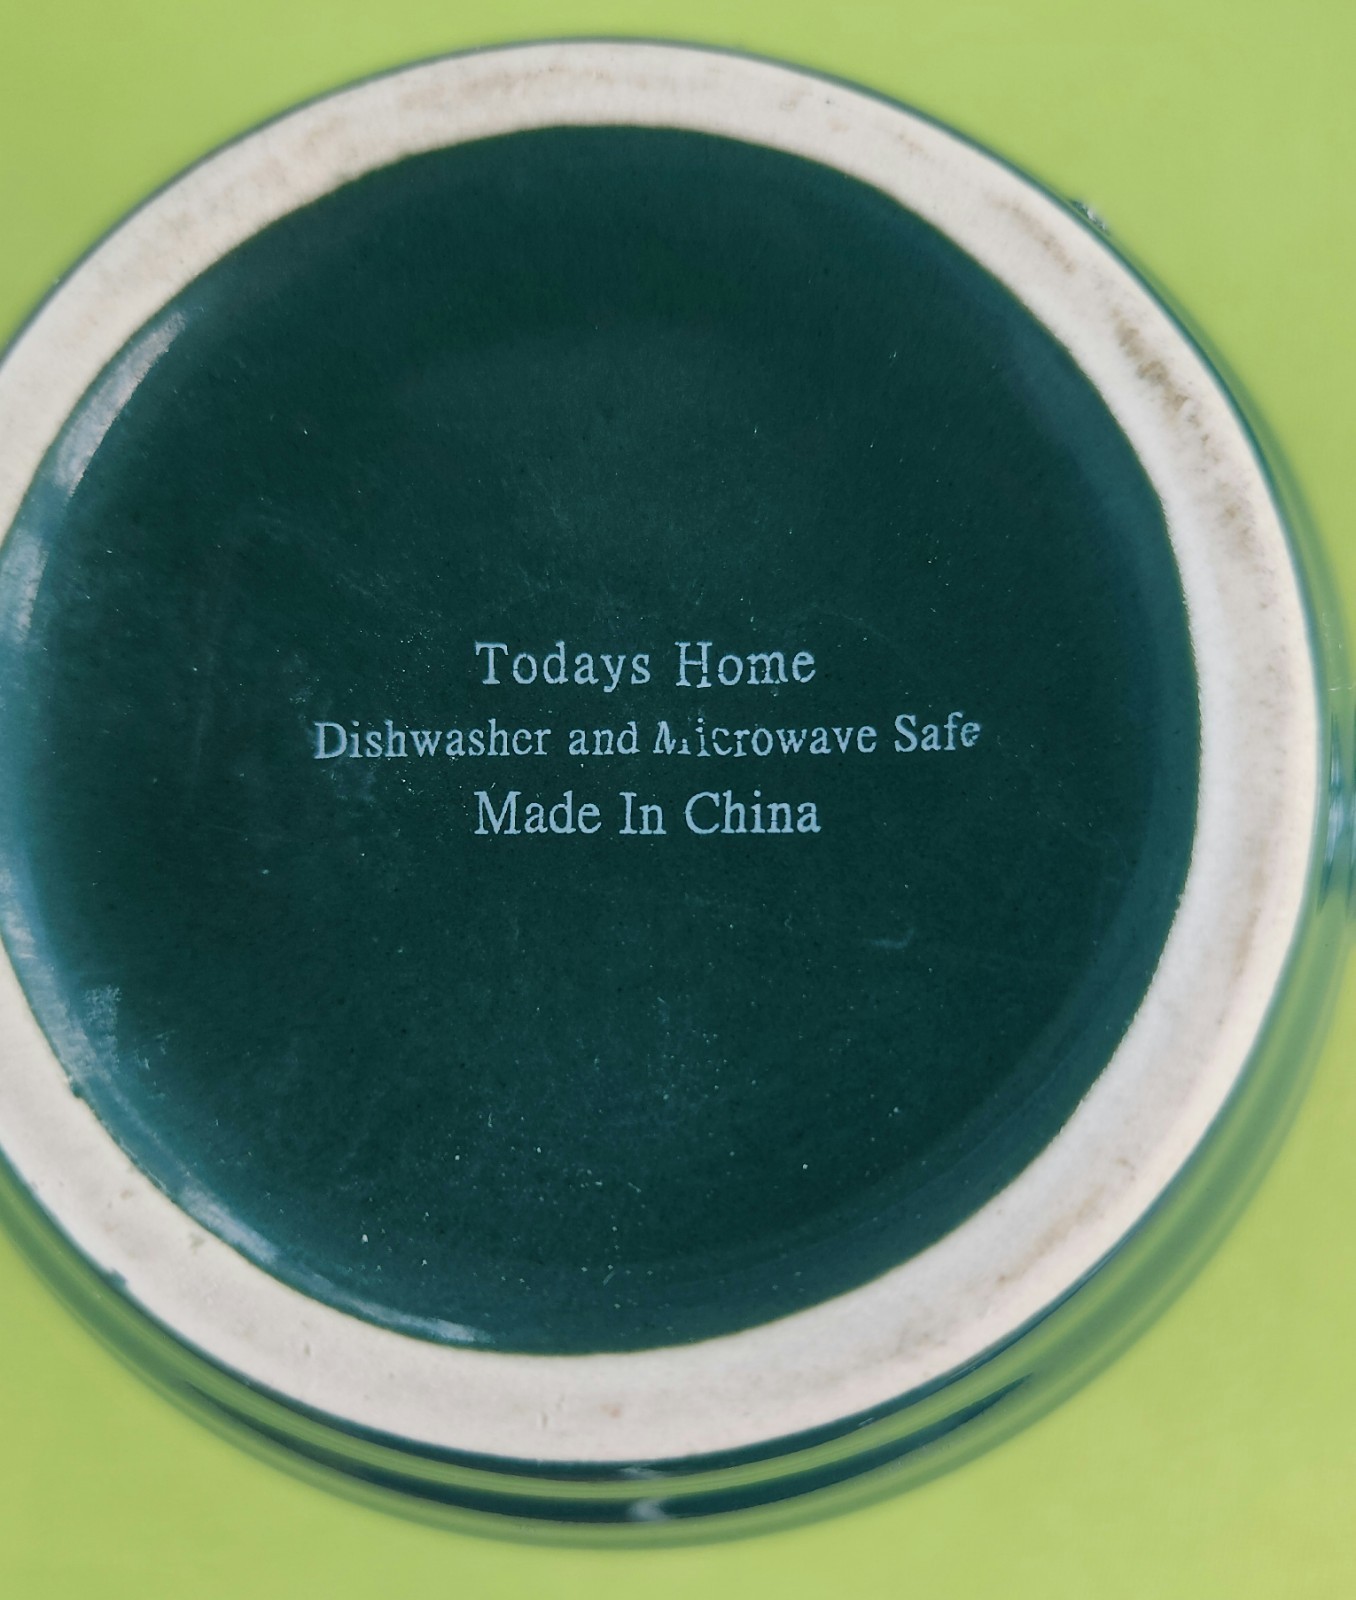 Todays Home
Dishwasher and Microwave Safe
Made In China